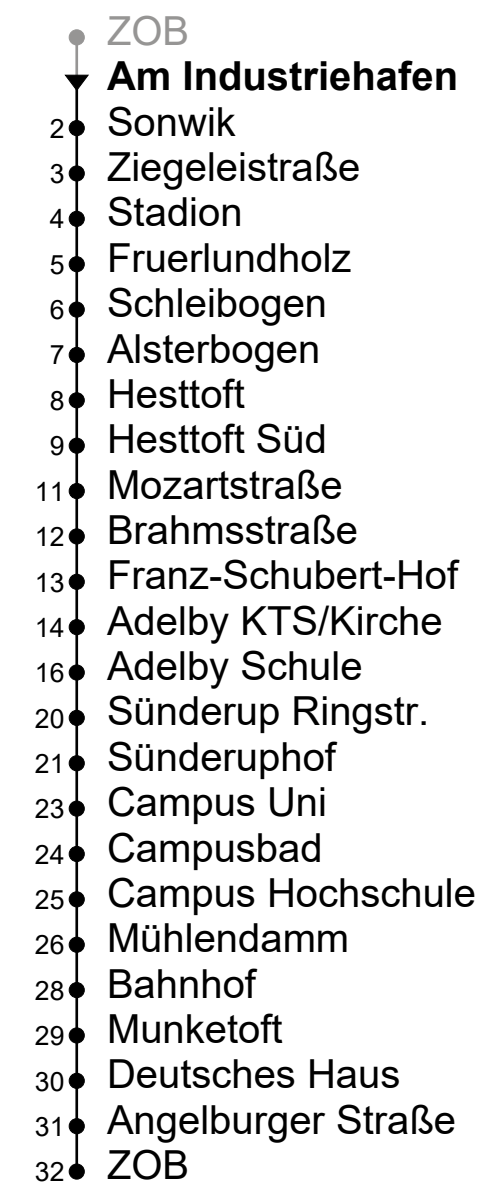 ZOB
Am Industriehafen
2 Sonwik
3 Ziegeleistraße
4 Stadion
5 Fruerlundholz
6 Schleibogen
7 Alsterbogen
8 Hesttoft
9 Hesttoft Süd
11 Mozartstraße
12 Brahmsstraße
13 Franz-Schubert-Hof
14 Adelby KTS/Kirche
16 Adelby Schule
20 Sünderup Ringstr.
21 Sünderuphof
23 Campus Uni
24 Campusbad
25 Campus Hochschule
26 Mühlendamm
28 Bahnhof
29 Munketoft
30 Deutsches Haus
31 Angelburger Straße
32 ZOB